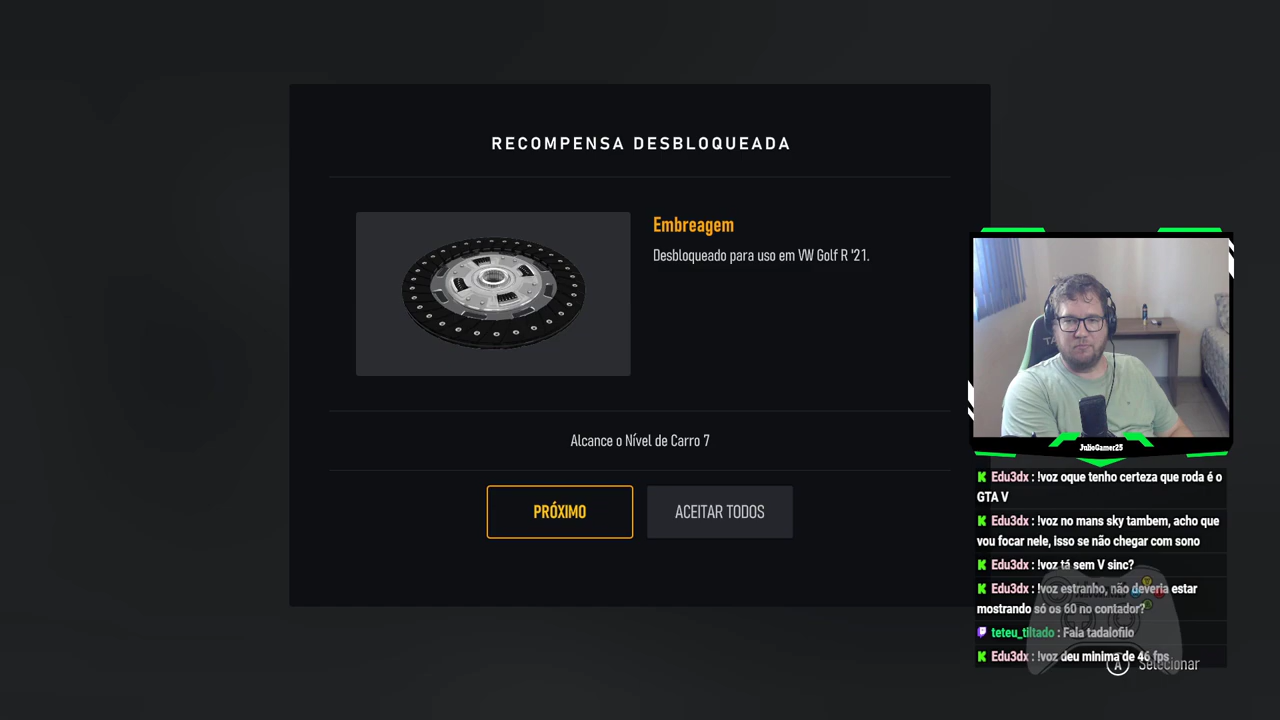 RECOMPENSA DESBLOQUEADA
Embreagem
Desbloqueado para uso em VW Golf R '21.
Alcance o Nível de Carro 7
PRÓXIMO
ACEITAR TODOS
JulioGamer25
Edu3dx : !voz oque tenho certeza que roda é o
GTA V
Edu3dx : !voz no mans sky tambem, acho que
vou focar nele, isso se não chegar com sono
Edu3dx : !voz tá sem V sinc?
Edu3dx : !voz estranho, não deveria estar
mostrando só os 60 no contador?
teteu_tiltado : Fala tadalofilo
Edu3dx : !voz deu minima de 46 fps
A Selecionar